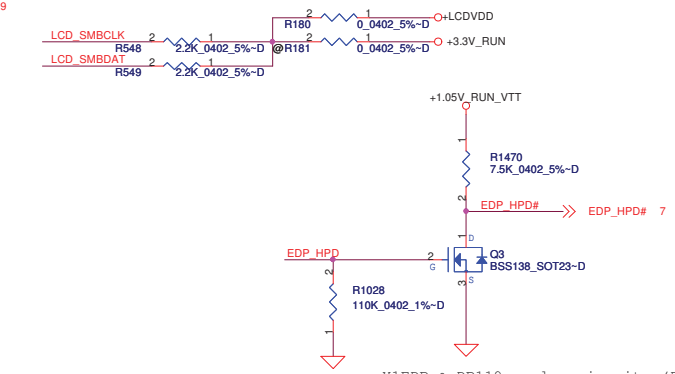 9
R180
2 1
0_0402_5%~D
+LCDVDD
LCD_SMBCLK
2 1
R548
2.2K_0402_5%~D
@R181
2 1
0_0402_5%~D
+3.3V_RUN
LCD_SMBDAT
2 1
R549
2.2K_0402_5%~D
+1.05V_RUN_VTT
1
R1470
7.5K_0402_5%~D
2
EDP_HPD#
EDP_HPD# 7
1
D
EDP_HPD
2
G
Q3
BSS138_SOT23~D
S
3
2
R1028
110K_0402_1%~D
1